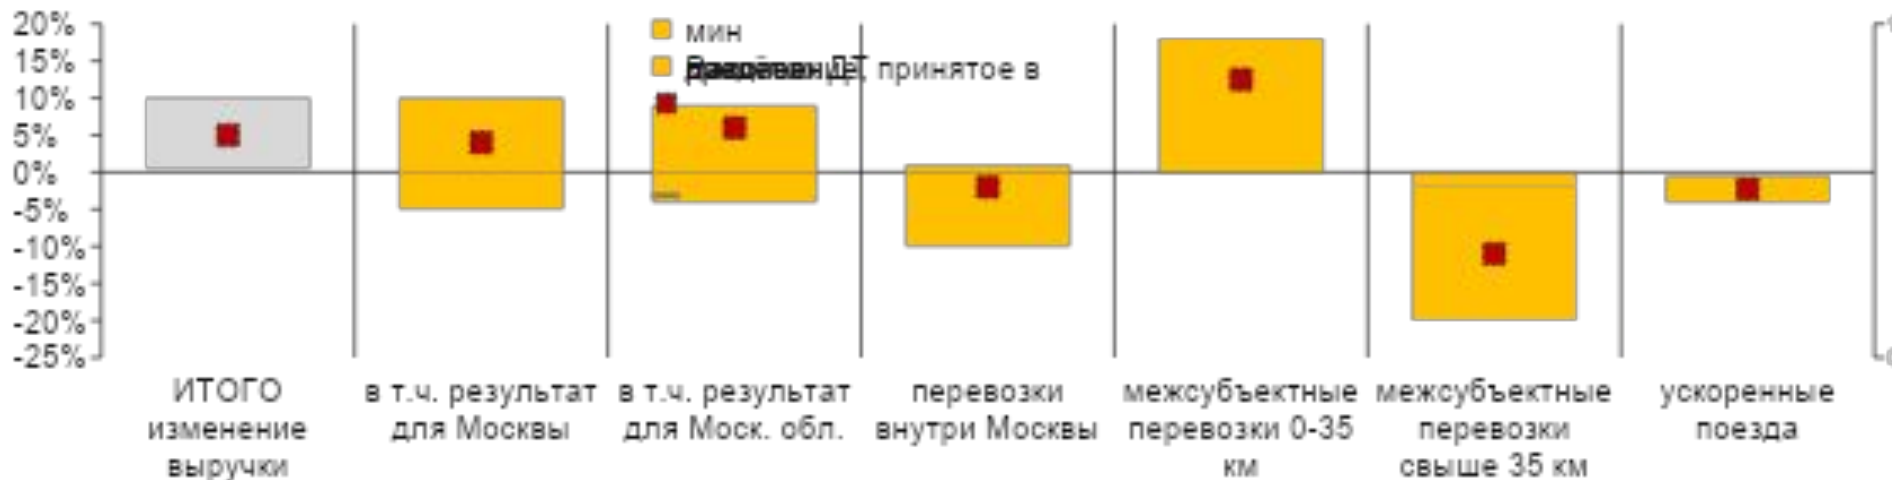 20%
15%
10%
5%
0%
-5%
-10%
-15%
-20%
-25%
мин
принятое в
ИТОГО
изменение
выручки
в т.ч. результат
для Москвы
в т.ч. результат
для Моск. обл.
перевозки
внутри Москвы
межсубъектные
перевозки 0-35
км
межсубъектные
перевозки
свыше 35 км
ускоренные
поезда